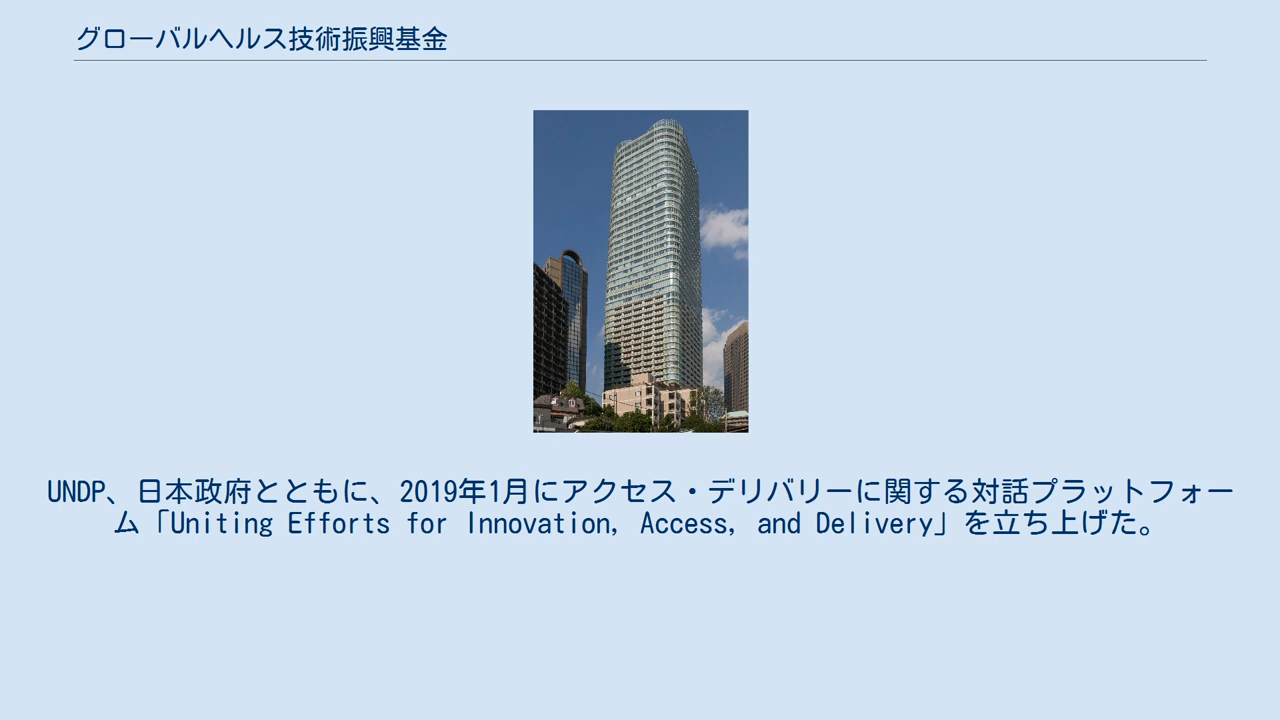 グローバルヘルス技術振興基金
UNDP、日本政府とともに、2019年1月にアクセス・デリバリーに関する対話プラットフォー
ム「Uniting Efforts for Innovation, Access, and Delivery」を立ち上げた。